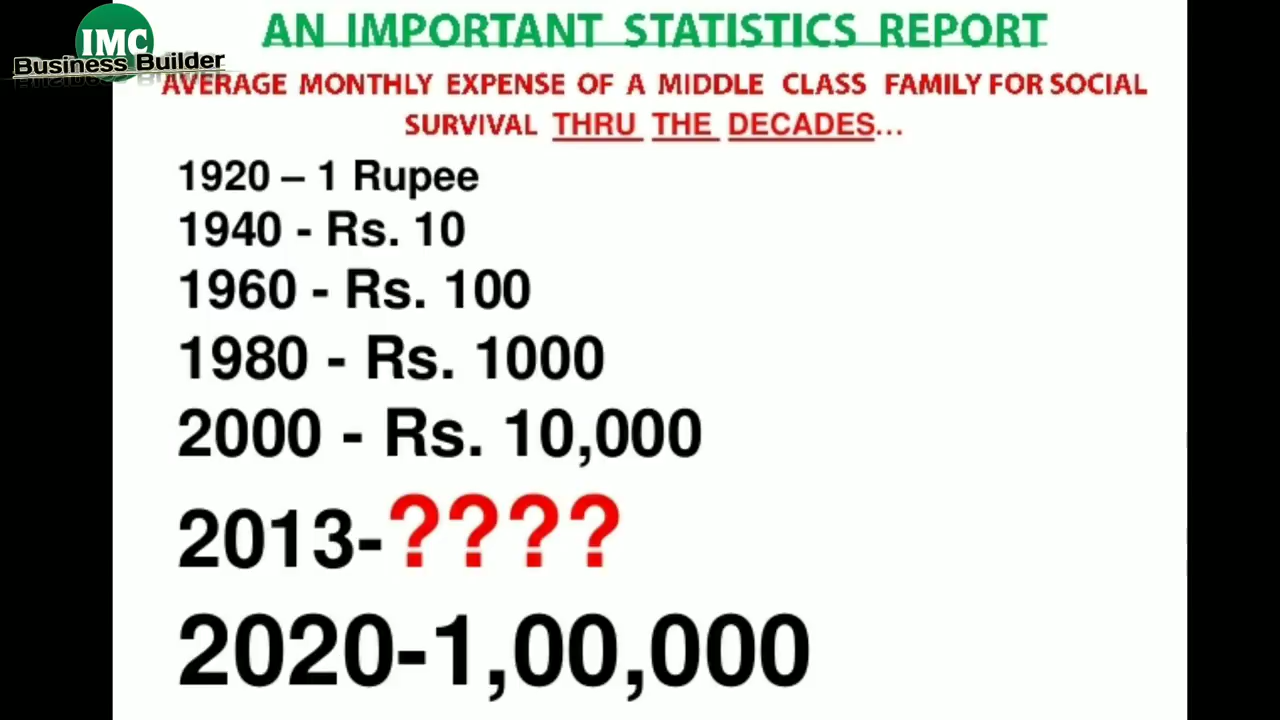 IMC
Business Builder
AN IMPORTANT STATISTICS REPORT
AVERAGE MONTHLY EXPENSE OF A MIDDLE CLASS FAMILY FOR SOCIAL
SURVIVAL THRU THE DECADES...
1920 – 1 Rupee
1940 - Rs. 10
1960 - Rs. 100
1980 - Rs. 1000
2000 - Rs. 10,000
2013-????
2020-1,00,000